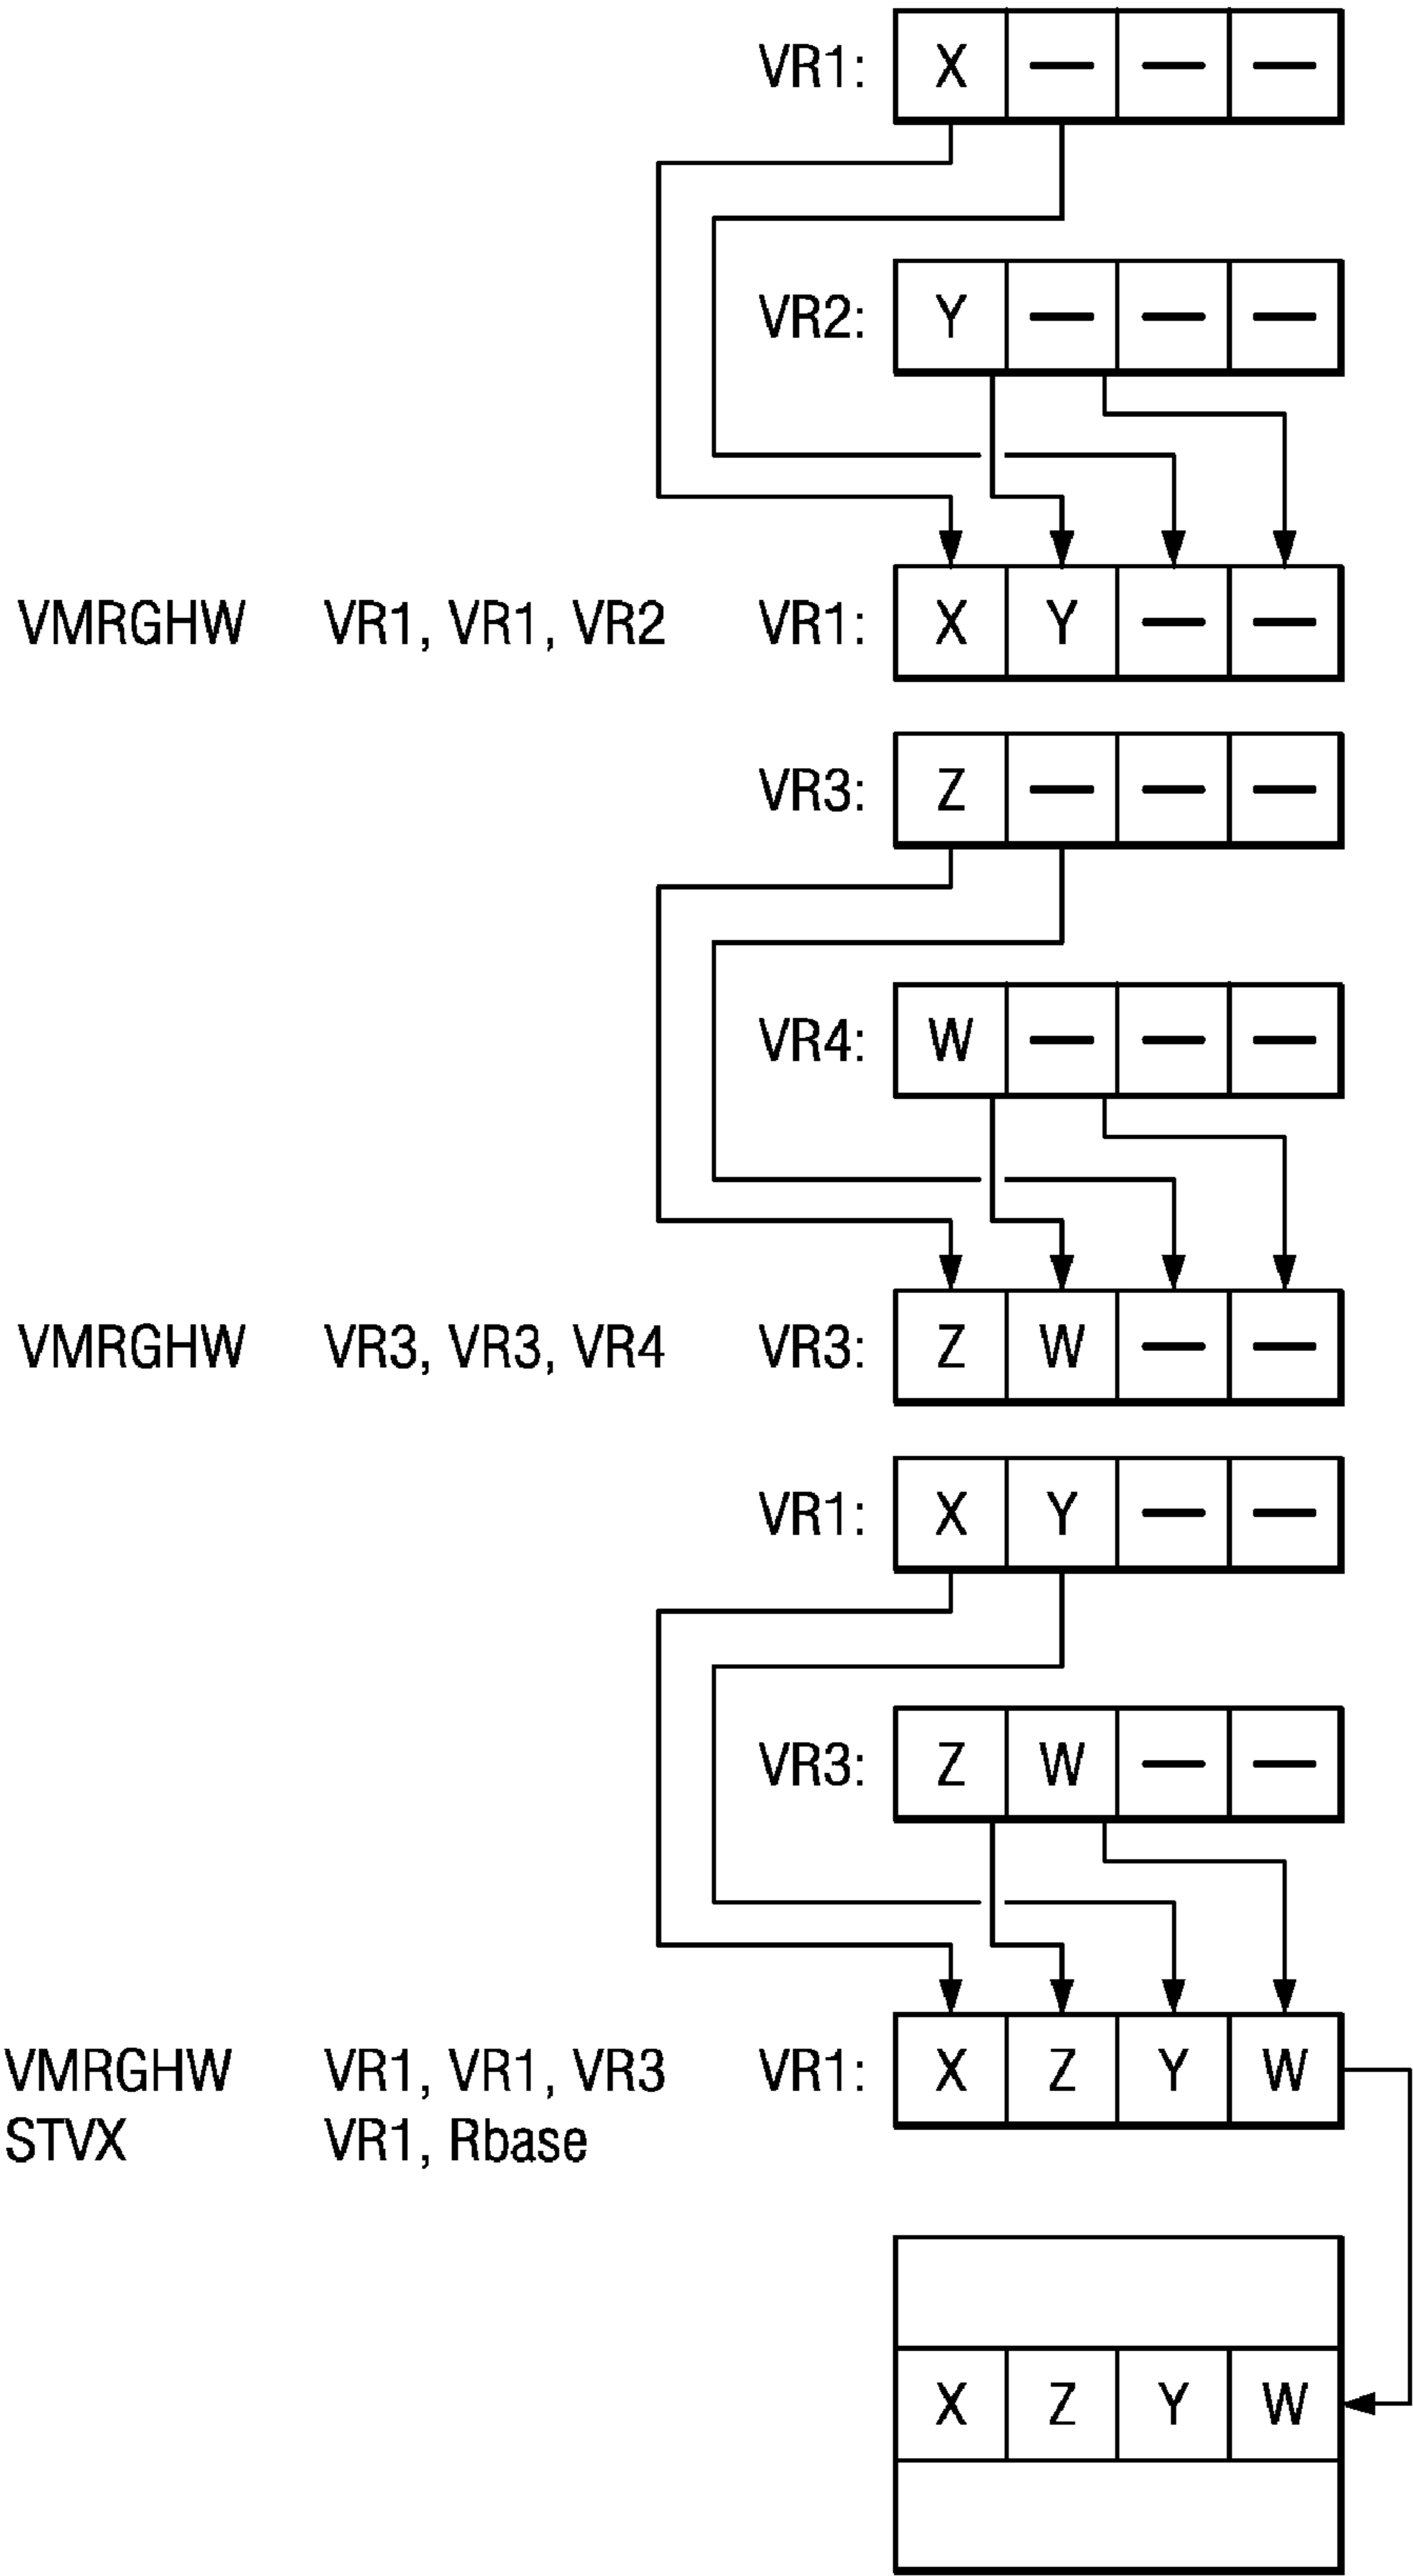 VR1: X — — —
VR2: Y — — —
VMRGHW VR1, VR1, VR2 VR1: X Y — —
VR3: Z — — —
VR4: W — — —
VMRGHW VR3, VR3, VR4 VR3: Z W — —
VR1: X Y — —
VR3: Z W — —
VMRGHW VR1, VR1, VR3 VR1: X Z Y W
STVX VR1, Rbase
X Z Y W